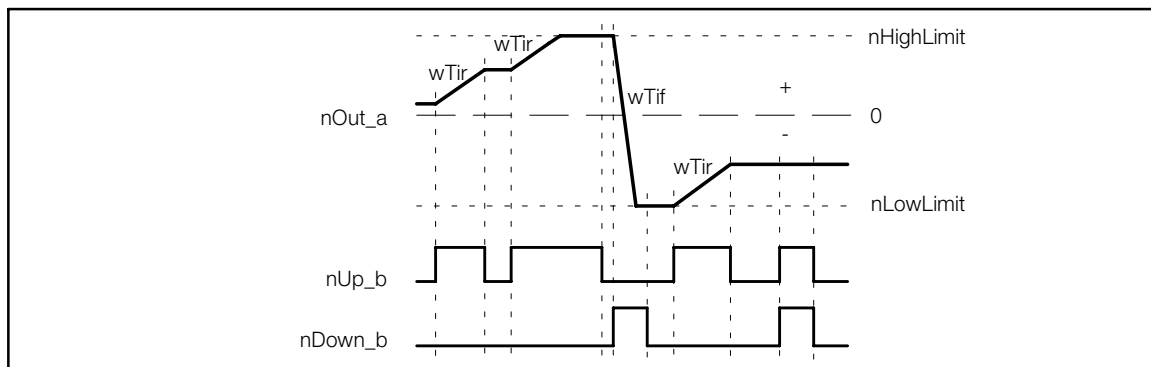 nHighLimit
wTir
wTir
+
wTif
nOut_a
0
-
wTir
nLowLimit
nUp_b
nDown_b